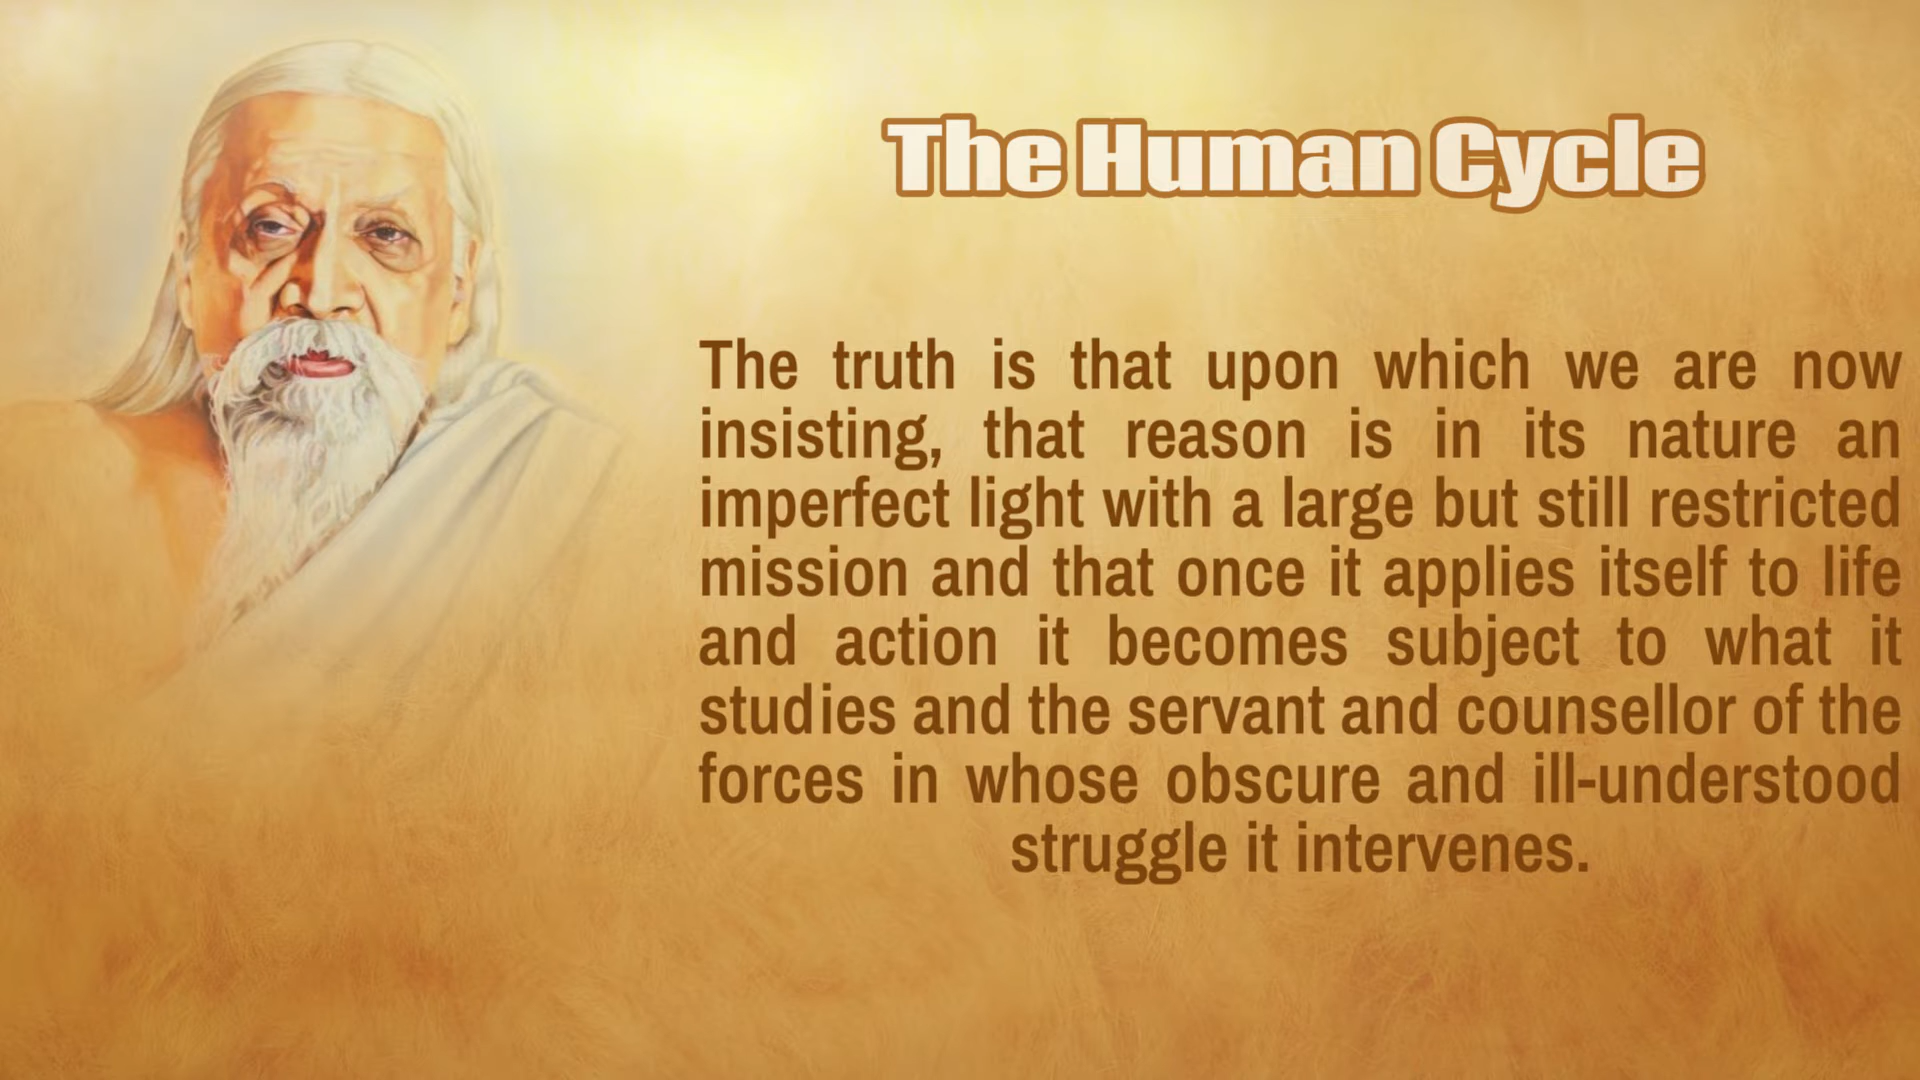 The Human Cycle
The truth is that upon which we are now
insisting, that reason is in its nature an
imperfect light with a large but still restricted
mission and that once it applies itself to life
and action it becomes subject to what it
studies and the servant and counsellor of the
forces in whose obscure and ill-understood
struggle it intervenes.